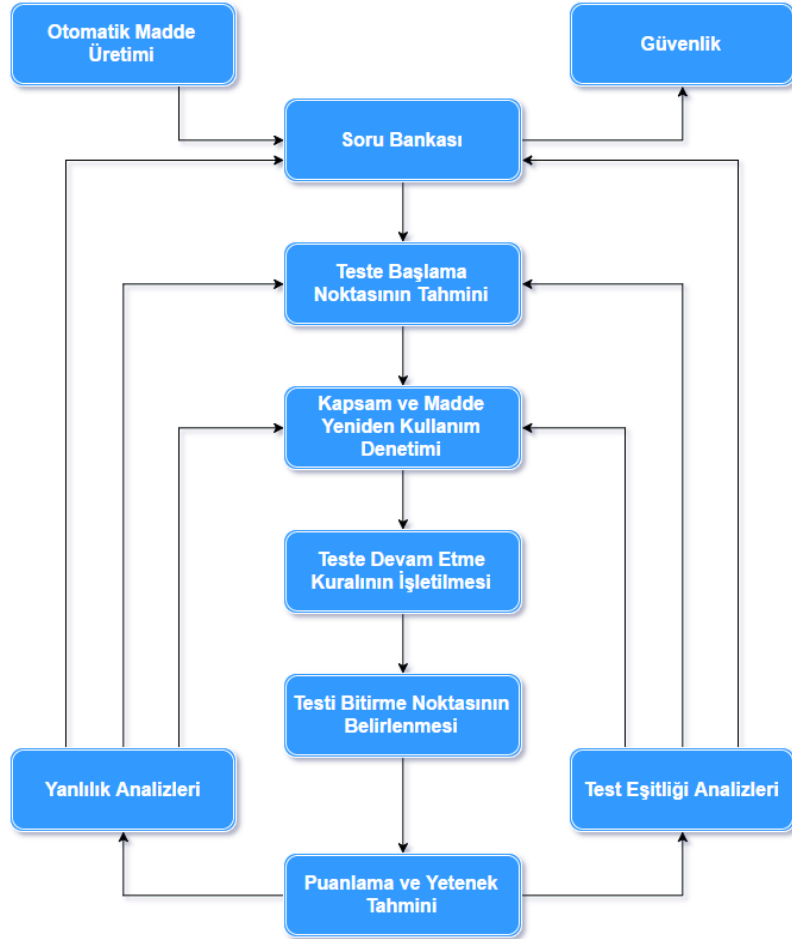 Otomatik Madde
Üretimi
Güvenlik
Soru Bankası
Teste Başlama
Noktasının Tahmini
Kapsam ve Madde
Yeniden Kullanım
Denetimi
Teste Devam Etme
Kuralının İşletilmesi
Testi Bitirme Noktasının
Belirlenmesi
Yanlılık Analizleri
Test Eşitliği Analizleri
Puanlama ve Yetenek
Tahmini